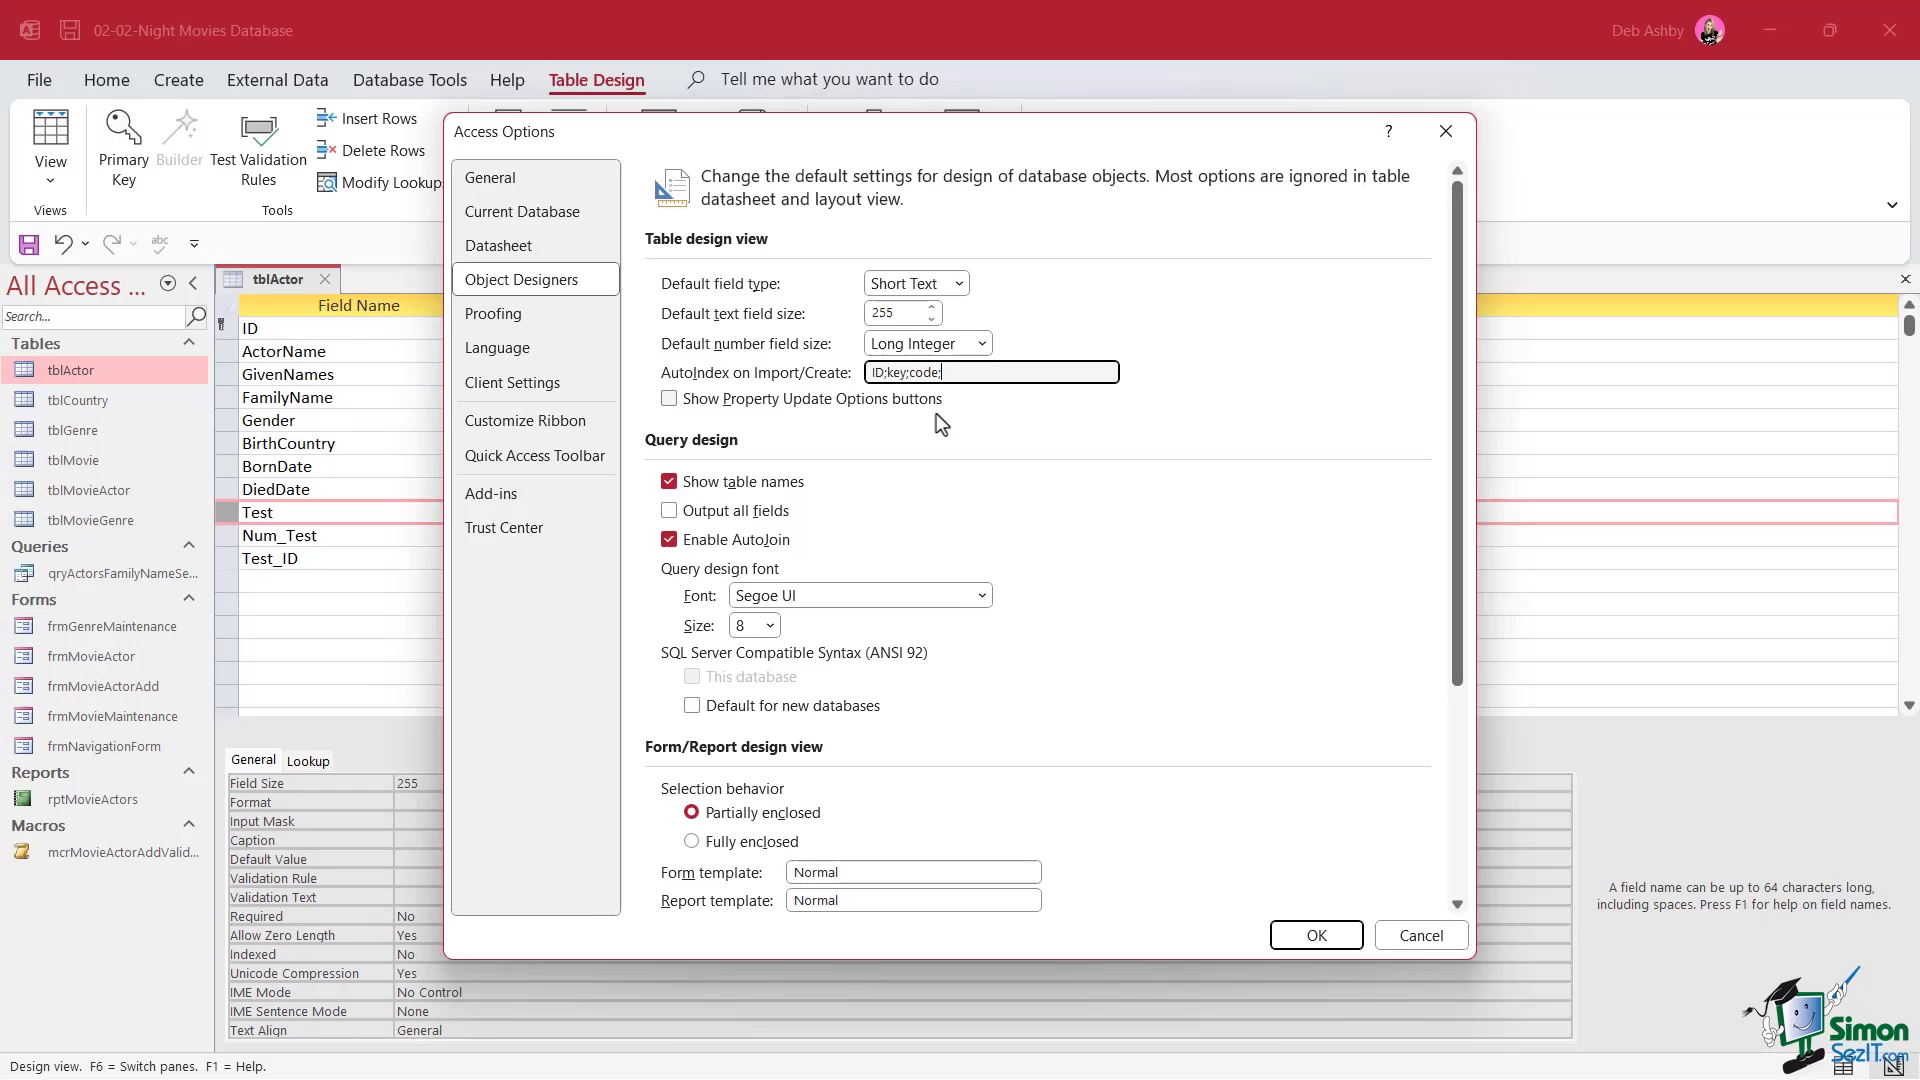 02-02-Night Movies Database
Deb Ashby
File Home Create External Data Database Tools Help Table Design Tell me what you want to do
View
Views
Primary Key
Builder
Test Validation Rules
Insert Rows
Delete Rows
Modify Lookup
Tools
abc
All Access ...
Search...
Tables
tblActor
tblCountry
tblGenre
tblMovie
tblMovieActor
tblMovieGenre
Queries
qryActorsFamilyNameSe...
Forms
frmGenreMaintenance
frmMovieActor
frmMovieActorAdd
frmMovieMaintenance
frmNavigationForm
Reports
rptMovieActors
Macros
mcrMovieActorAddValid...
tblActor
Field Name
ID
ActorName
GivenNames
FamilyName
Gender
BirthCountry
BornDate
DiedDate
Test
Num_Test
Test_ID
General Lookup
Field Size 255
Format
Input Mask
Caption
Default Value
Validation Rule
Validation Text
Required No
Allow Zero Length Yes
Indexed No
Unicode Compression Yes
IME Mode No Control
IME Sentence Mode None
Text Align General
Access Options
?
General
Current Database
Datasheet
Object Designers
Proofing
Language
Client Settings
Customize Ribbon
Quick Access Toolbar
Add-ins
Trust Center
Change the default settings for design of database objects. Most options are ignored in table
datasheet and layout view.
Table design view
Default field type: Short Text
Default text field size: 255
Default number field size: Long Integer
AutoIndex on Import/Create: ID;key;code;
Show Property Update Options buttons
Query design
Show table names
Output all fields
Enable AutoJoin
Query design font
Font: Segoe UI
Size: 8
SQL Server Compatible Syntax (ANSI 92)
This database
Default for new databases
Form/Report design view
Selection behavior
Partially enclosed
Fully enclosed
Form template: Normal
Report template: Normal
OK Cancel
A field name can be up to 64 characters long,
including spaces. Press F1 for help on field names.
Simon
SezIT.com
Design view. F6 = Switch panes. F1 = Help.